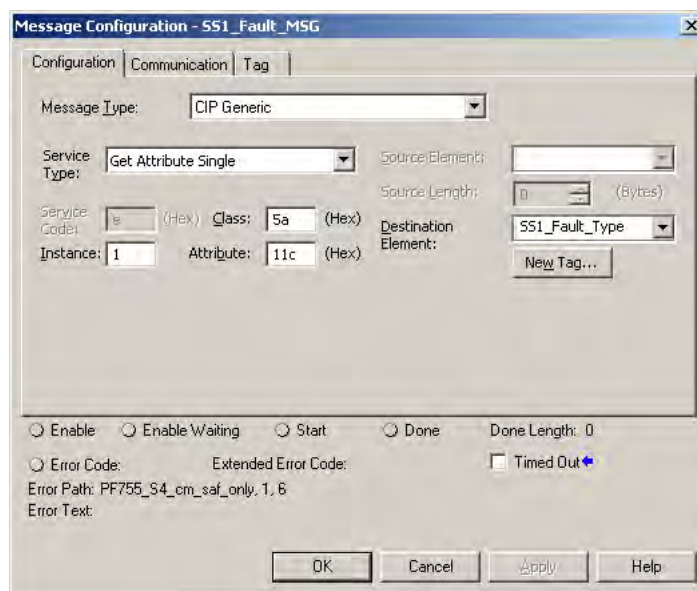 Message Configuration - SS1_Fault_MSG
Configuration Communication Tag
Message Type: CIP Generic
Service Type: Get Attribute Single
Source Element:
Source Length: 0 (Bytes)
Service Code: e (Hex) Class: 5a (Hex)
Destination Element: SS1_Fault_Type
Instance: 1 Attribute: 11c (Hex)
New Tag...
Enable Enable Waiting Start Done Done Length: 0
Error Code: Extended Error Code: Timed Out
Error Path: PF755_S4_cm_saf_only, 1, 6
Error Text:
OK Cancel Apply Help